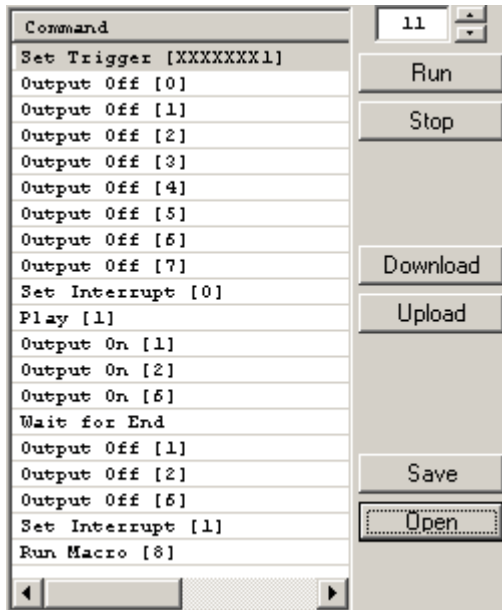 Command
Set Trigger [XXXXXXX1]
Output Off [0]
Output Off [1]
Output Off [2]
Output Off [3]
Output Off [4]
Output Off [5]
Output Off [6]
Output Off [7]
Set Interrupt [0]
Play [1]
Output On [1]
Output On [2]
Output On [6]
Wait for End
Output Off [1]
Output Off [2]
Output Off [6]
Set Interrupt [1]
Run Macro [8]
11
Run
Stop
Download
Upload
Save
Open